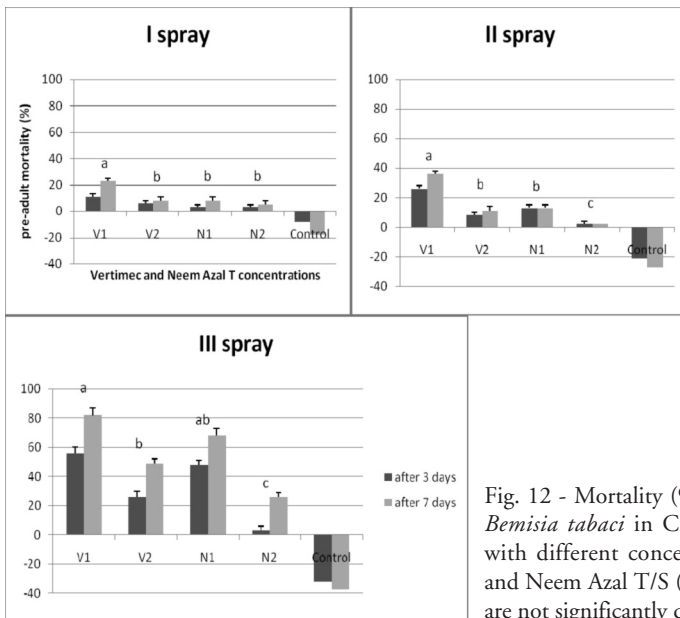 I spray
100
80
60
40
20
0
-20
-40
pre-adult mortality (%)
a
b
b
b
V1
V2
N1
N2
Control
Vertimec and Neem Azal T concentrations
II spray
100
80
60
40
20
0
-20
-40
a
b
b
c
V1
V2
N1
N2
Control
III spray
100
80
60
40
20
0
-20
-40
a
b
ab
c
V1
V2
N1
N2
Control
after 3 days
after 7 days
Fig. 12 - Mortality (
Bemisia tabaci in C
with different conce
and Neem Azal T/S (
are not significantly